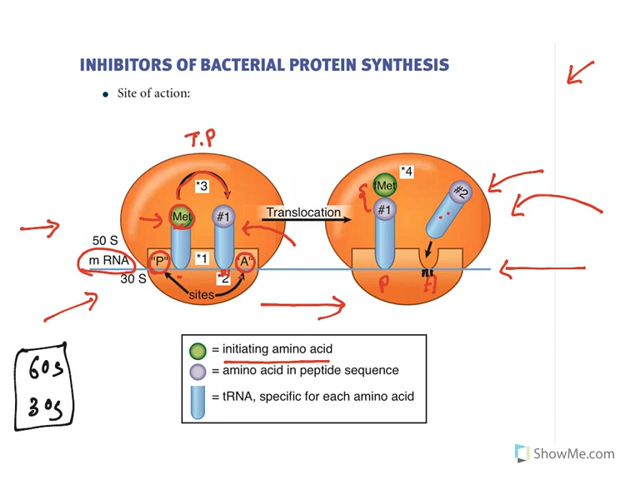 INHIBITORS OF BACTERIAL PROTEIN SYNTHESIS
• Site of action:
T.P
*3
*4
Met
#1
Met
#1
#2
Translocation
50 S
m RNA
30 S
"P"
*1
"A"
*2
sites
P
A
= initiating amino acid
= amino acid in peptide sequence
= tRNA, specific for each amino acid
60s
30s
ShowMe.com